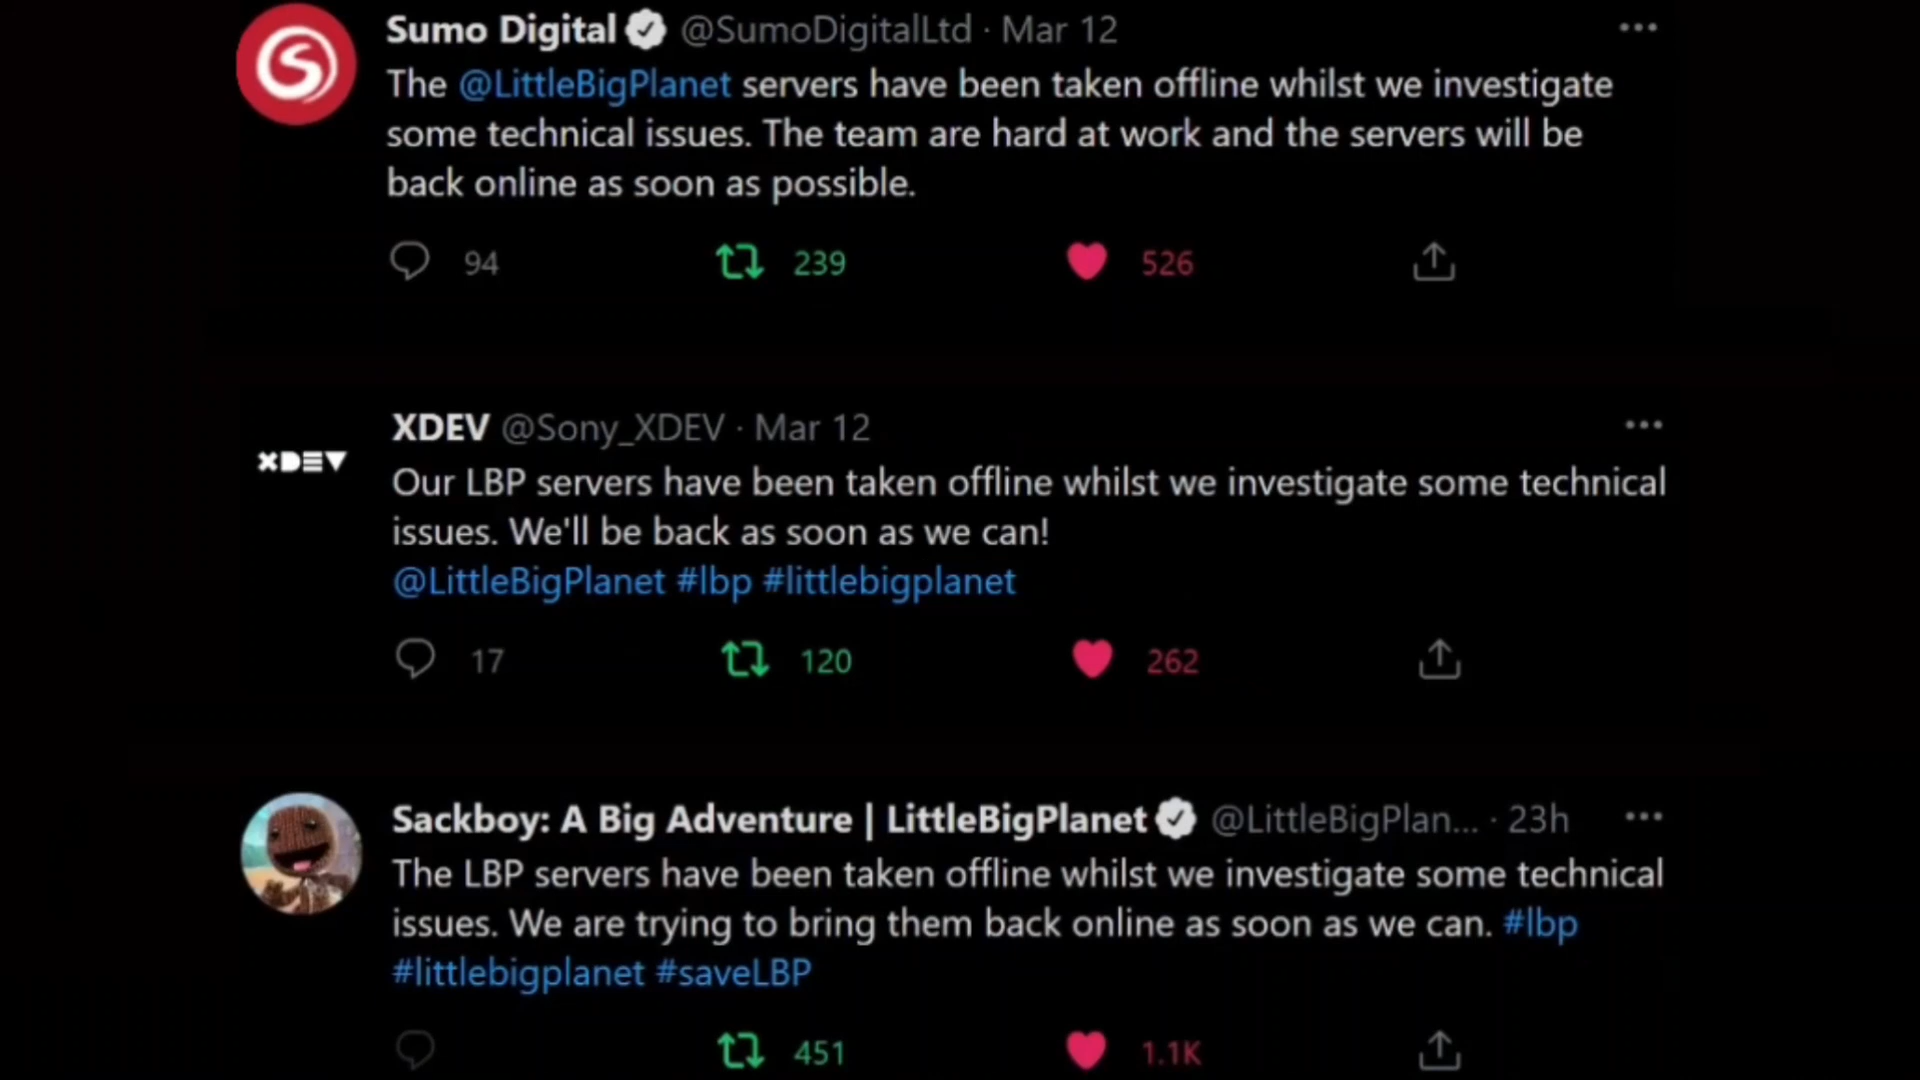 Sumo Digital @SumoDigitalLtd · Mar 12
The @LittleBigPlanet servers have been taken offline whilst we investigate
some technical issues. The team are hard at work and the servers will be
back online as soon as possible.
94 239 526
XDEV @Sony_XDEV · Mar 12
XDEV
Our LBP servers have been taken offline whilst we investigate some technical
issues. We'll be back as soon as we can!
@LittleBigPlanet #lbp #littlebigplanet
17 120 262
Sackboy: A Big Adventure | LittleBigPlanet @LittleBigPlan... · 23h
The LBP servers have been taken offline whilst we investigate some technical
issues. We are trying to bring them back online as soon as we can. #lbp
#littlebigplanet #saveLBP
451 1.1K